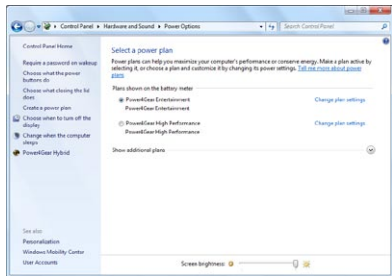 Control Panel ▸ Hardware and Sound ▸ Power Options
Search Control Panel
Control Panel Home
Require a password on wakeup
Choose what the power
buttons do
Choose what closing the lid
does
Create a power plan
Choose when to turn off the
display
Change when the computer
sleeps
Power4Gear Hybrid
See also
Personalization
Windows Mobility Center
User Accounts
Select a power plan
Power plans can help you maximize your computer's performance or conserve energy. Make a plan active by
selecting it, or choose a plan and customize it by changing its power settings. Tell me more about power
plans
Plans shown on the battery meter
Power4Gear Entertainment Change plan settings
Power4Gear Entertainment
Power4Gear High Performance Change plan settings
Power4Gear High Performance
Show additional plans
Screen brightness: